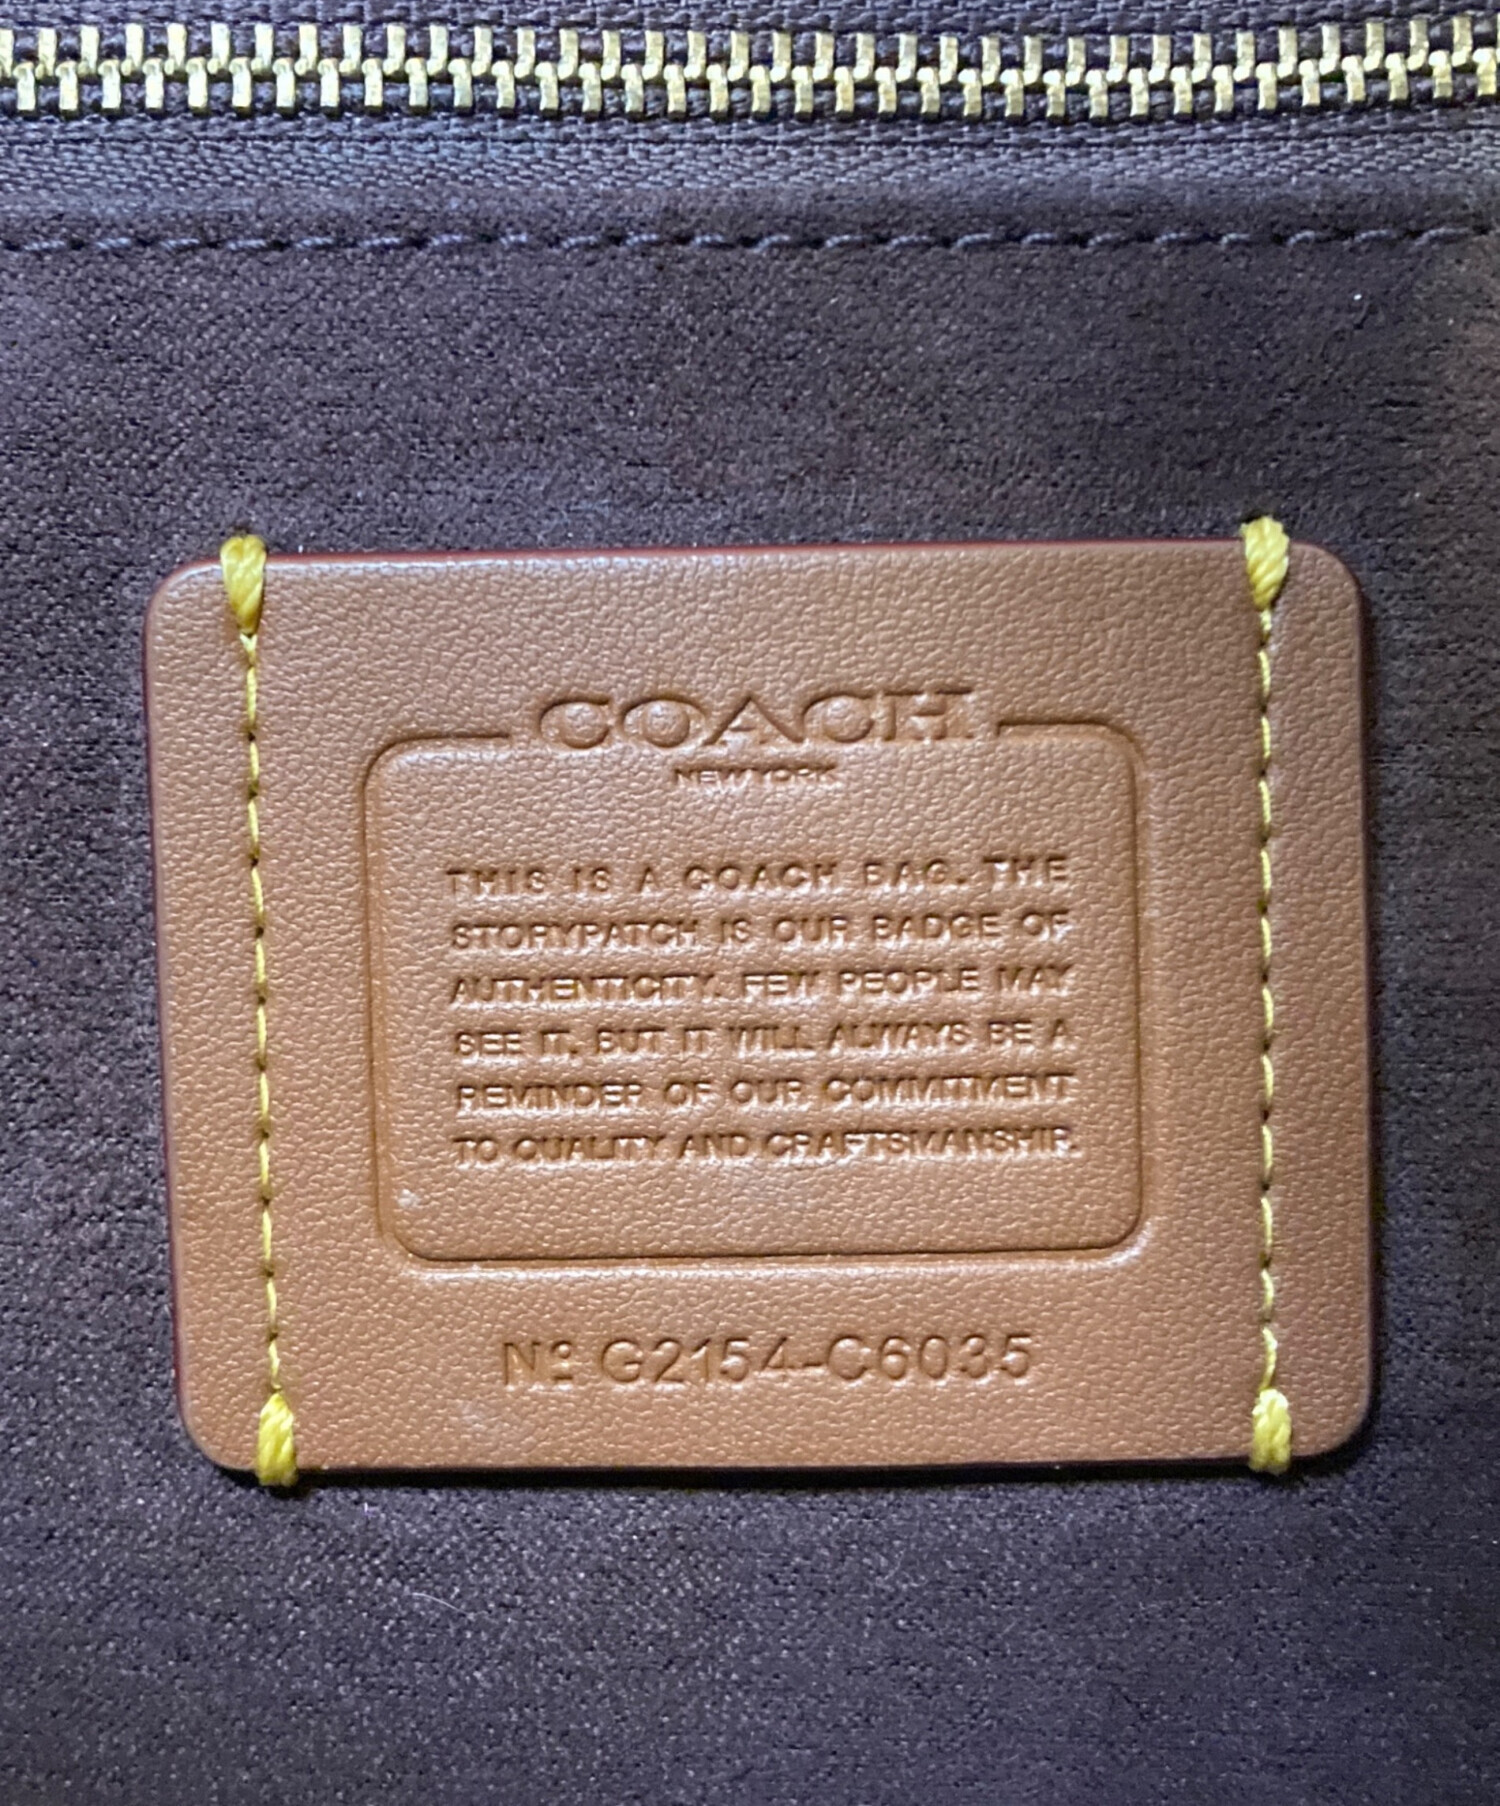 COACH
NEW YORK
THIS IS A COACH BAG. THE
STORYPATCH IS OUR BADGE OF
AUTHENTICITY. FEW PEOPLE MAY
SEE IT, BUT IT WILL ALWAYS BE A
REMINDER OF OUR COMMITMENT
TO QUALITY AND CRAFTSMANSHIP.
Nº G2154-C6035